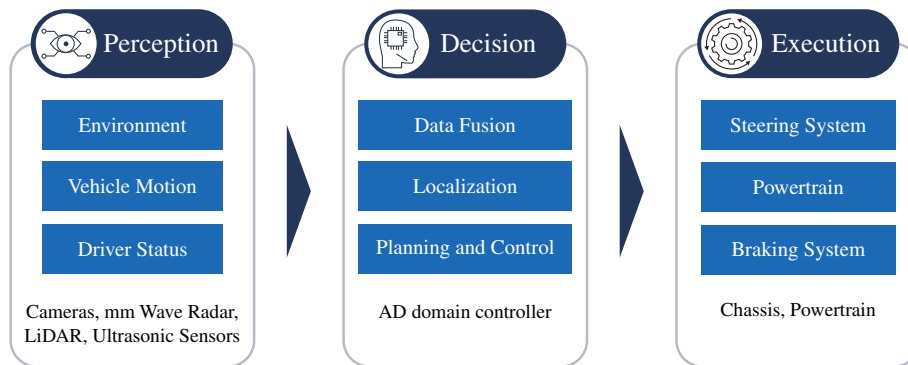 Perception
Environment
Vehicle Motion
Driver Status
Cameras, mm Wave Radar,
LiDAR, Ultrasonic Sensors
Decision
Data Fusion
Localization
Planning and Control
AD domain controller
Execution
Steering System
Powertrain
Braking System
Chassis, Powertrain